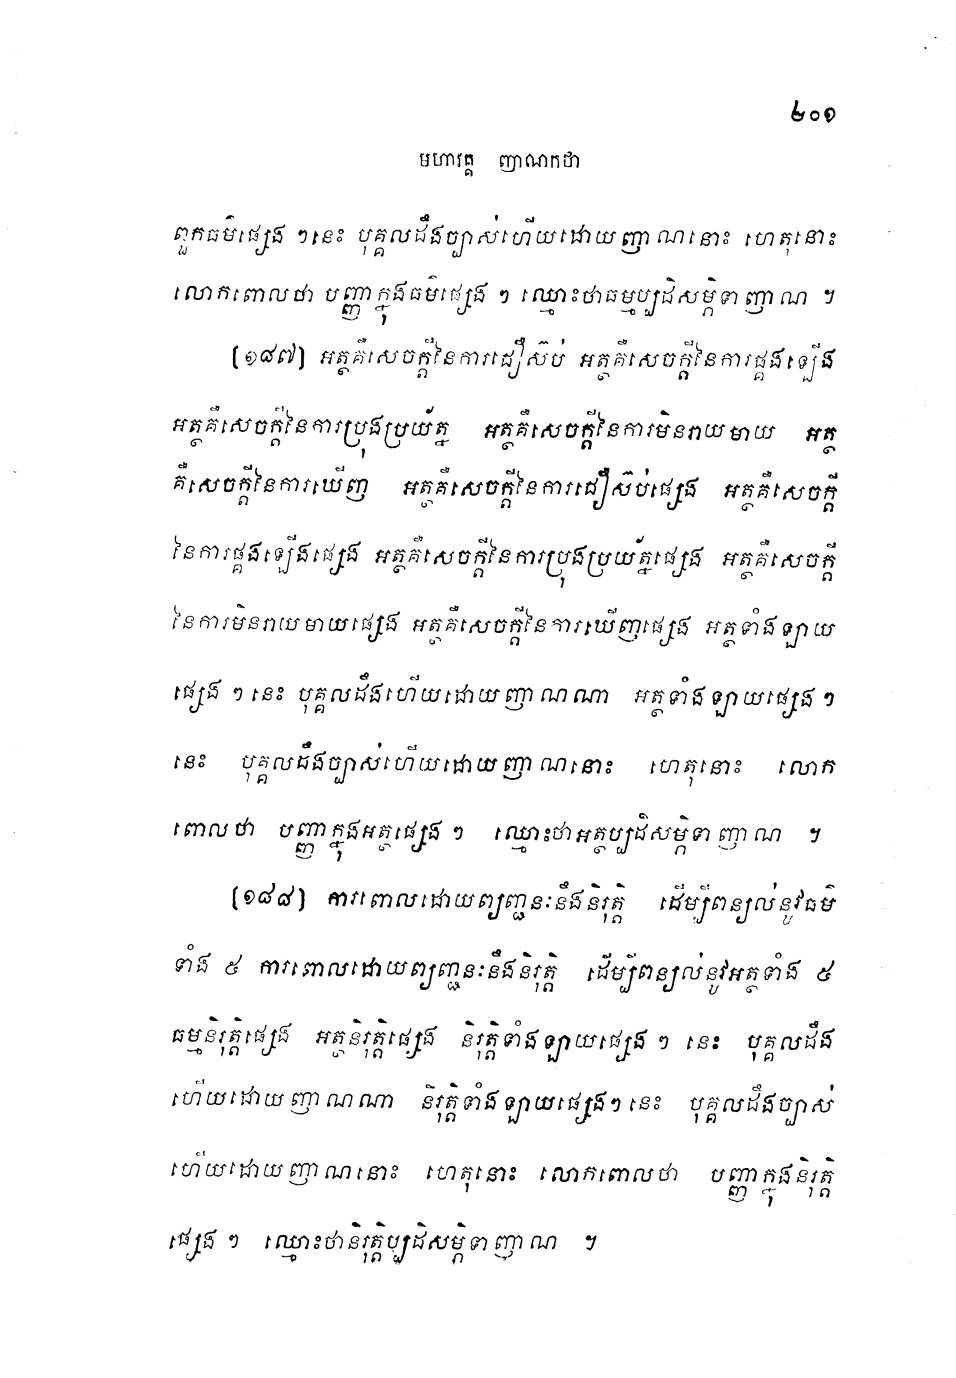 ២០១
មហាវគ្គ ញាណកថា
ពួកធម៌ផ្សេង ៗ នេះ បុគ្គលដឹងច្បាស់ហើយដោយញាណនោះ ហេតុនោះ
លោកពោលថា បញ្ញាក្នុងធម៌ផ្សេង ៗ ឈ្មោះថាធម្មប្បដិសម្ភិទាញាណ ។
(១៨៧) អត្ថគឺសេចក្តីនៃការជឿស៊ប់ អត្ថគឺសេចក្តីនៃការផ្គងឡើង
អត្ថគឺសេចក្តីនៃការប្រុងប្រយ័ត្ន អត្ថគឺសេចក្តីនៃការមិនរាយមាយ អត្ថ
គឺសេចក្តីនៃការឃើញ អត្ថគឺសេចក្តីនៃការជឿស៊ប់ផ្សេង អត្ថគឺសេចក្តី
នៃការផ្គងឡើងផ្សេង អត្ថគឺសេចក្តីនៃការប្រុងប្រយ័ត្នផ្សេង អត្ថគឺសេចក្តី
នៃការមិនរាយមាយផ្សេង អត្ថគឺសេចក្តីនៃការឃើញផ្សេង អត្ថទាំងឡាយ
ផ្សេង ៗ នេះ បុគ្គលដឹងហើយដោយញាណណា អត្ថទាំងឡាយផ្សេង ៗ
នេះ បុគ្គលដឹងច្បាស់ហើយដោយញាណនោះ ហេតុនោះ លោក
ពោលថា បញ្ញាក្នុងអត្ថផ្សេង ៗ ឈ្មោះថាអត្ថប្បដិសម្ភិទាញាណ ។
(១៨៨) ការពោលដោយព្យញ្ជនៈនឹងនិរុត្តិ ដើម្បីពន្យល់នូវធម៌
ទាំង ៥ ការពោលដោយព្យញ្ជនៈនឹងនិរុត្តិ ដើម្បីពន្យល់នូវអត្ថទាំង ៥
ធម្មនិរុត្តិផ្សេង អត្ថនិរុត្តិផ្សេង និរុត្តិទាំងឡាយផ្សេង ៗ នេះ បុគ្គលដឹង
ហើយដោយញាណណា និរុត្តិទាំងឡាយផ្សេងៗ នេះ បុគ្គលដឹងច្បាស់
ហើយដោយញាណនោះ ហេតុនោះ លោកពោលថា បញ្ញាក្នុងនិរុត្តិ
ផ្សេង ៗ ឈ្មោះថានិរុត្តិប្បដិសម្ភិទាញាណ ។